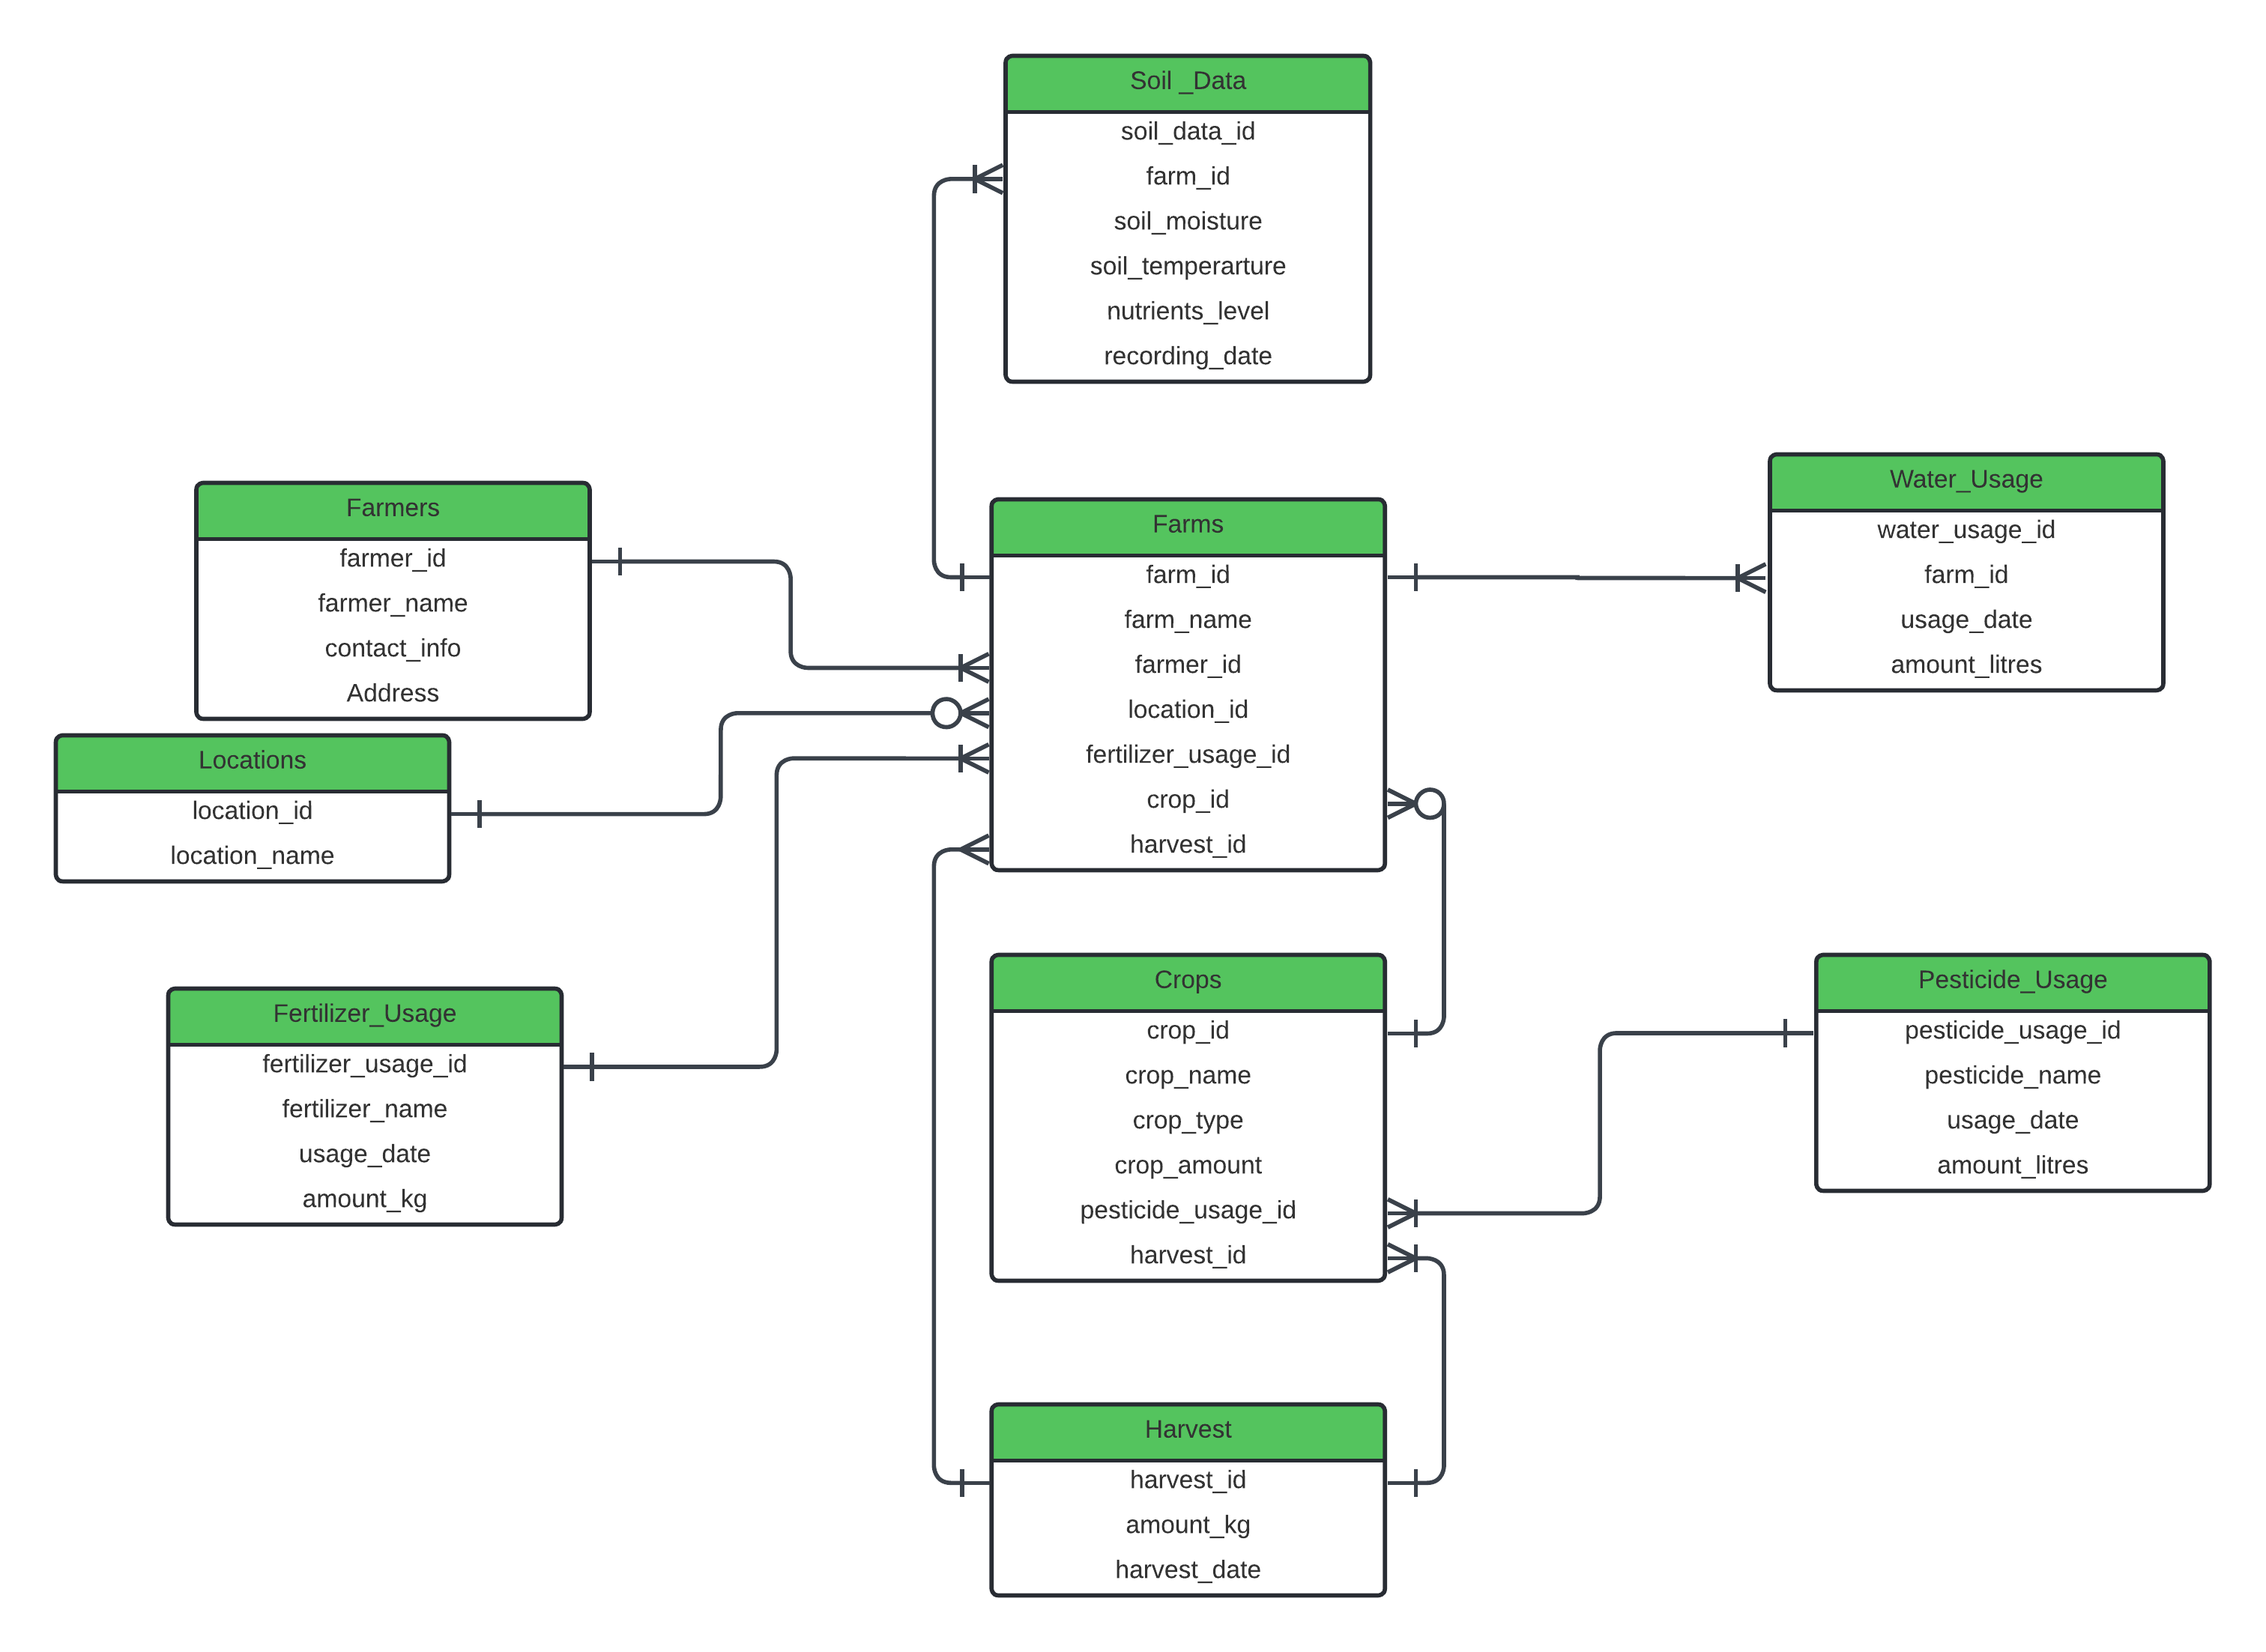 Soil _Data
soil_data_id
farm_id
soil_moisture
soil_temperarture
nutrients_level
recording_date
Farmers
farmer_id
farmer_name
contact_info
Address
Locations
location_id
location_name
Fertilizer_Usage
fertilizer_usage_id
fertilizer_name
usage_date
amount_kg
Farms
farm_id
farm_name
farmer_id
location_id
fertilizer_usage_id
crop_id
harvest_id
Water_Usage
water_usage_id
farm_id
usage_date
amount_litres
Crops
crop_id
crop_name
crop_type
crop_amount
pesticide_usage_id
harvest_id
Pesticide_Usage
pesticide_usage_id
pesticide_name
usage_date
amount_litres
Harvest
harvest_id
amount_kg
harvest_date